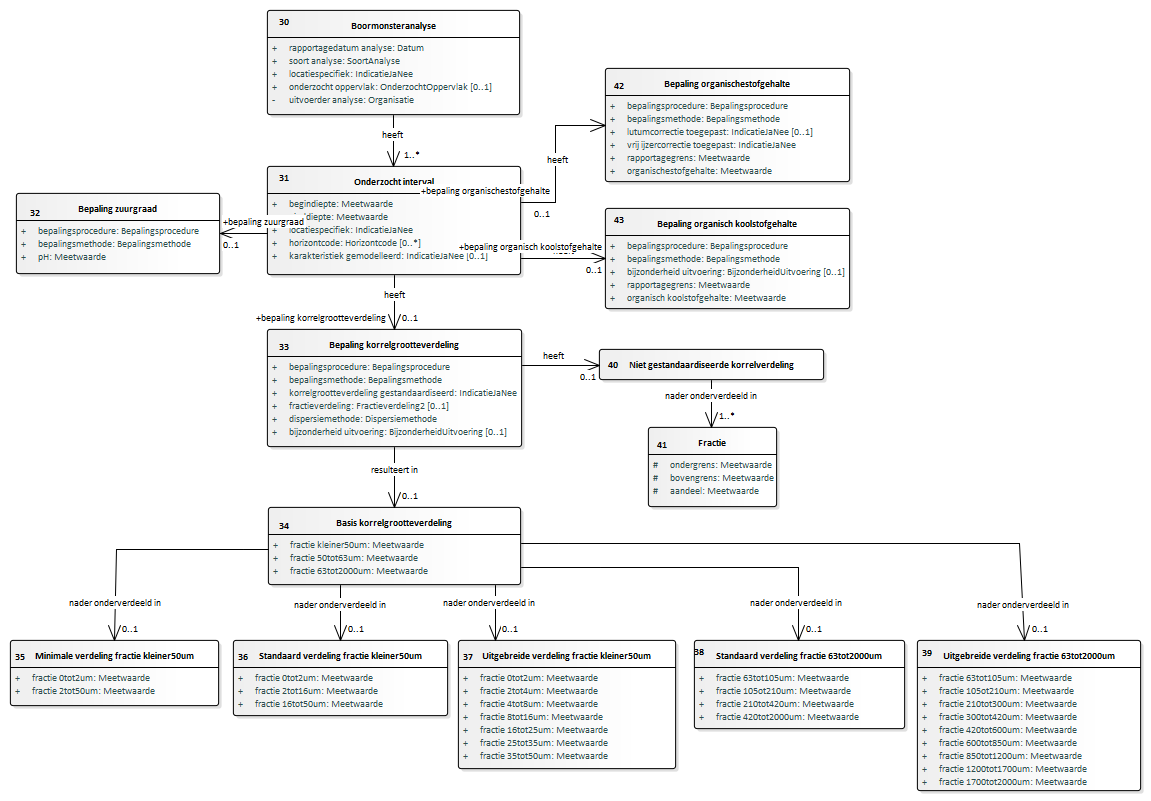 30 Boormonsteranalyse
+ rapportagedatum analyse: Datum
+ soort analyse: SoortAnalyse
+ locatiespecifiek: IndicatieJaNee
+ onderzocht oppervlak: OnderzochtOppervlak [0..1]
- uitvoerder analyse: Organisatie
heeft
1..*
31 Onderzocht interval
+ begindiepte: Meetwaarde
diepte: Meetwaarde
locatiespecifiek: IndicatieJaNee
+ horizontcode: Horizontcode [0..*]
+ karakteristiek gemodelleerd: IndicatieJaNee [0..1]
+bepaling zuurgraad
0..1
32 Bepaling zuurgraad
+ bepalingsprocedure: Bepalingsprocedure
+ bepalingsmethode: Bepalingsmethode
+ pH: Meetwaarde
+bepaling organischestofgehalte
heeft
0..1
42 Bepaling organischestofgehalte
+ bepalingsprocedure: Bepalingsprocedure
+ bepalingsmethode: Bepalingsmethode
+ lutumcorrectie toegepast: IndicatieJaNee [0..1]
+ vrij ijzercorrectie toegepast: IndicatieJaNee
+ rapportagegrens: Meetwaarde
+ organischestofgehalte: Meetwaarde
+bepaling organisch koolstofgehalte
0..1
43 Bepaling organisch koolstofgehalte
+ bepalingsprocedure: Bepalingsprocedure
+ bepalingsmethode: Bepalingsmethode
+ bijzonderheid uitvoering: BijzonderheidUitvoering [0..1]
+ rapportagegrens: Meetwaarde
+ organisch koolstofgehalte: Meetwaarde
heeft
+bepaling korrelgrootteverdeling
0..1
33 Bepaling korrelgrootteverdeling
+ bepalingsprocedure: Bepalingsprocedure
+ bepalingsmethode: Bepalingsmethode
+ korrelgrootteverdeling gestandaardiseerd: IndicatieJaNee
+ fractieverdeling: Fractieverdeling2 [0..1]
+ dispersiemethode: Dispersiemethode
+ bijzonderheid uitvoering: BijzonderheidUitvoering [0..1]
heeft
0..1
40 Niet gestandaardiseerde korrelverdeling
nader onderverdeeld in
1..*
41 Fractie
# ondergrens: Meetwaarde
# bovengrens: Meetwaarde
# aandeel: Meetwaarde
resulteert in
0..1
34 Basis korrelgrootteverdeling
+ fractie kleiner50um: Meetwaarde
+ fractie 50tot63um: Meetwaarde
+ fractie 63tot2000um: Meetwaarde
nader onderverdeeld in
0..1
35 Minimale verdeling fractie kleiner50um
+ fractie 0tot2um: Meetwaarde
+ fractie 2tot50um: Meetwaarde
nader onderverdeeld in
0..1
36 Standaard verdeling fractie kleiner50um
+ fractie 0tot2um: Meetwaarde
+ fractie 2tot16um: Meetwaarde
+ fractie 16tot50um: Meetwaarde
nader onderverdeeld in
0..1
37 Uitgebreide verdeling fractie kleiner50um
+ fractie 0tot2um: Meetwaarde
+ fractie 2tot4um: Meetwaarde
+ fractie 4tot8um: Meetwaarde
+ fractie 8tot16um: Meetwaarde
+ fractie 16tot25um: Meetwaarde
+ fractie 25tot35um: Meetwaarde
+ fractie 35tot50um: Meetwaarde
nader onderverdeeld in
0..1
38 Standaard verdeling fractie 63tot2000um
+ fractie 63tot105um: Meetwaarde
+ fractie 105ot210um: Meetwaarde
+ fractie 210tot420um: Meetwaarde
+ fractie 420tot2000um: Meetwaarde
nader onderverdeeld in
0..1
39 Uitgebreide verdeling fractie 63tot2000um
+ fractie 63tot105um: Meetwaarde
+ fractie 105ot210um: Meetwaarde
+ fractie 210tot300um: Meetwaarde
+ fractie 300tot420um: Meetwaarde
+ fractie 420tot600um: Meetwaarde
+ fractie 600tot850um: Meetwaarde
+ fractie 850tot1200um: Meetwaarde
+ fractie 1200tot1700um: Meetwaarde
+ fractie 1700tot2000um: Meetwaarde